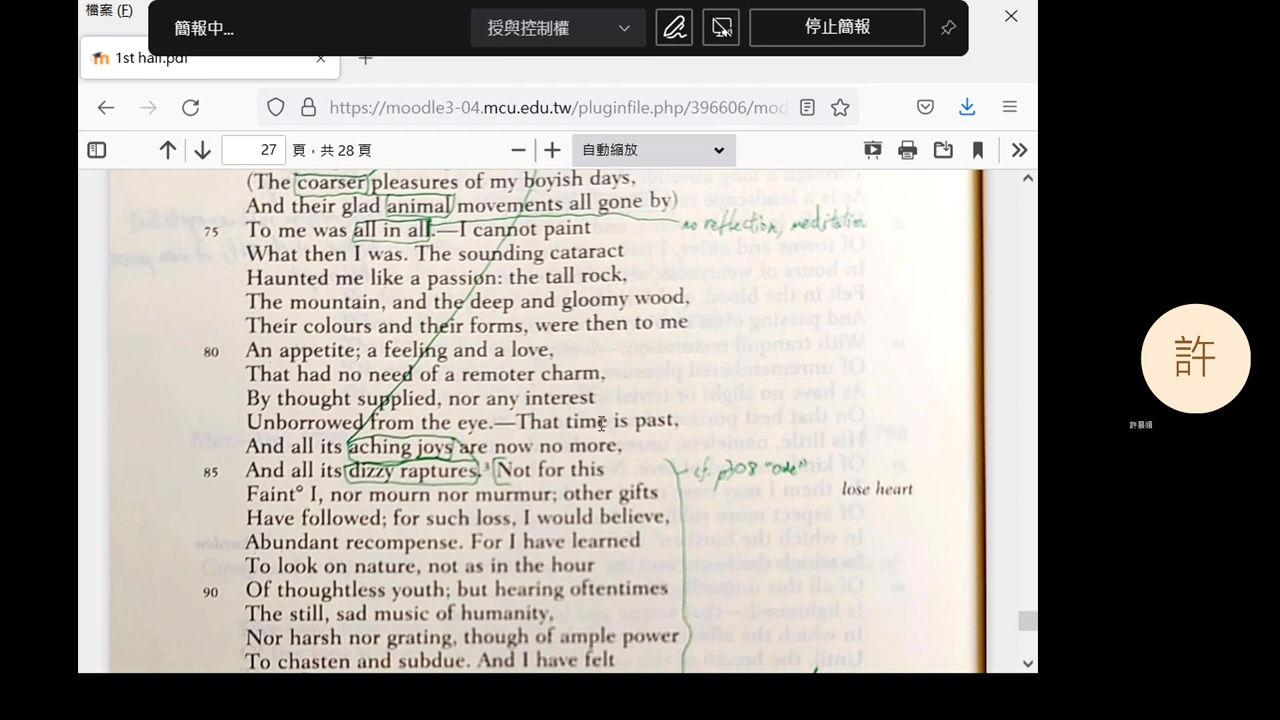 檔案 (F)
簡報中...
授與控制權
停止簡報
1st half.pdf
https://moodle3-04.mcu.edu.tw/pluginfile.php/396606/mod
27 頁，共 28 頁
自動縮放
(The coarser pleasures of my boyish days,
And their glad animal movements all gone by)
no reflection, meditation
75 To me was all in all.—I cannot paint
What then I was. The sounding cataract
Haunted me like a passion: the tall rock,
The mountain, and the deep and gloomy wood,
Their colours and their forms, were then to me
80 An appetite; a feeling and a love,
That had no need of a remoter charm,
By thought supplied, nor any interest
Unborrowed from the eye.—That time is past,
And all its aching joys are now no more,
85 And all its dizzy raptures.³ Not for this
cf. p308 "ode"
Faint° I, nor mourn nor murmur; other gifts
lose heart
Have followed; for such loss, I would believe,
Abundant recompense. For I have learned
To look on nature, not as in the hour
90 Of thoughtless youth; but hearing oftentimes
The still, sad music of humanity,
Nor harsh nor grating, though of ample power
To chasten and subdue. And I have felt
許
許景順